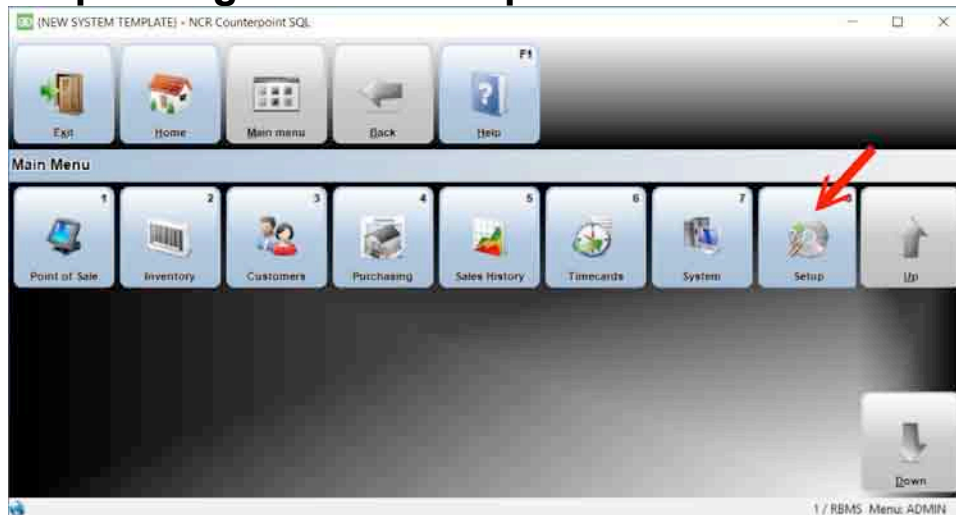 (NEW SYSTEM TEMPLATE) - NCR Counterpoint SQL
F1
Exit Home Main menu Back Help
Main Menu
1 2 3 4 5 6 7 8
Point of Sale Inventory Customers Purchasing Sales History Timecards System Setup Up
Down
1 / RBMS Menu: ADMIN